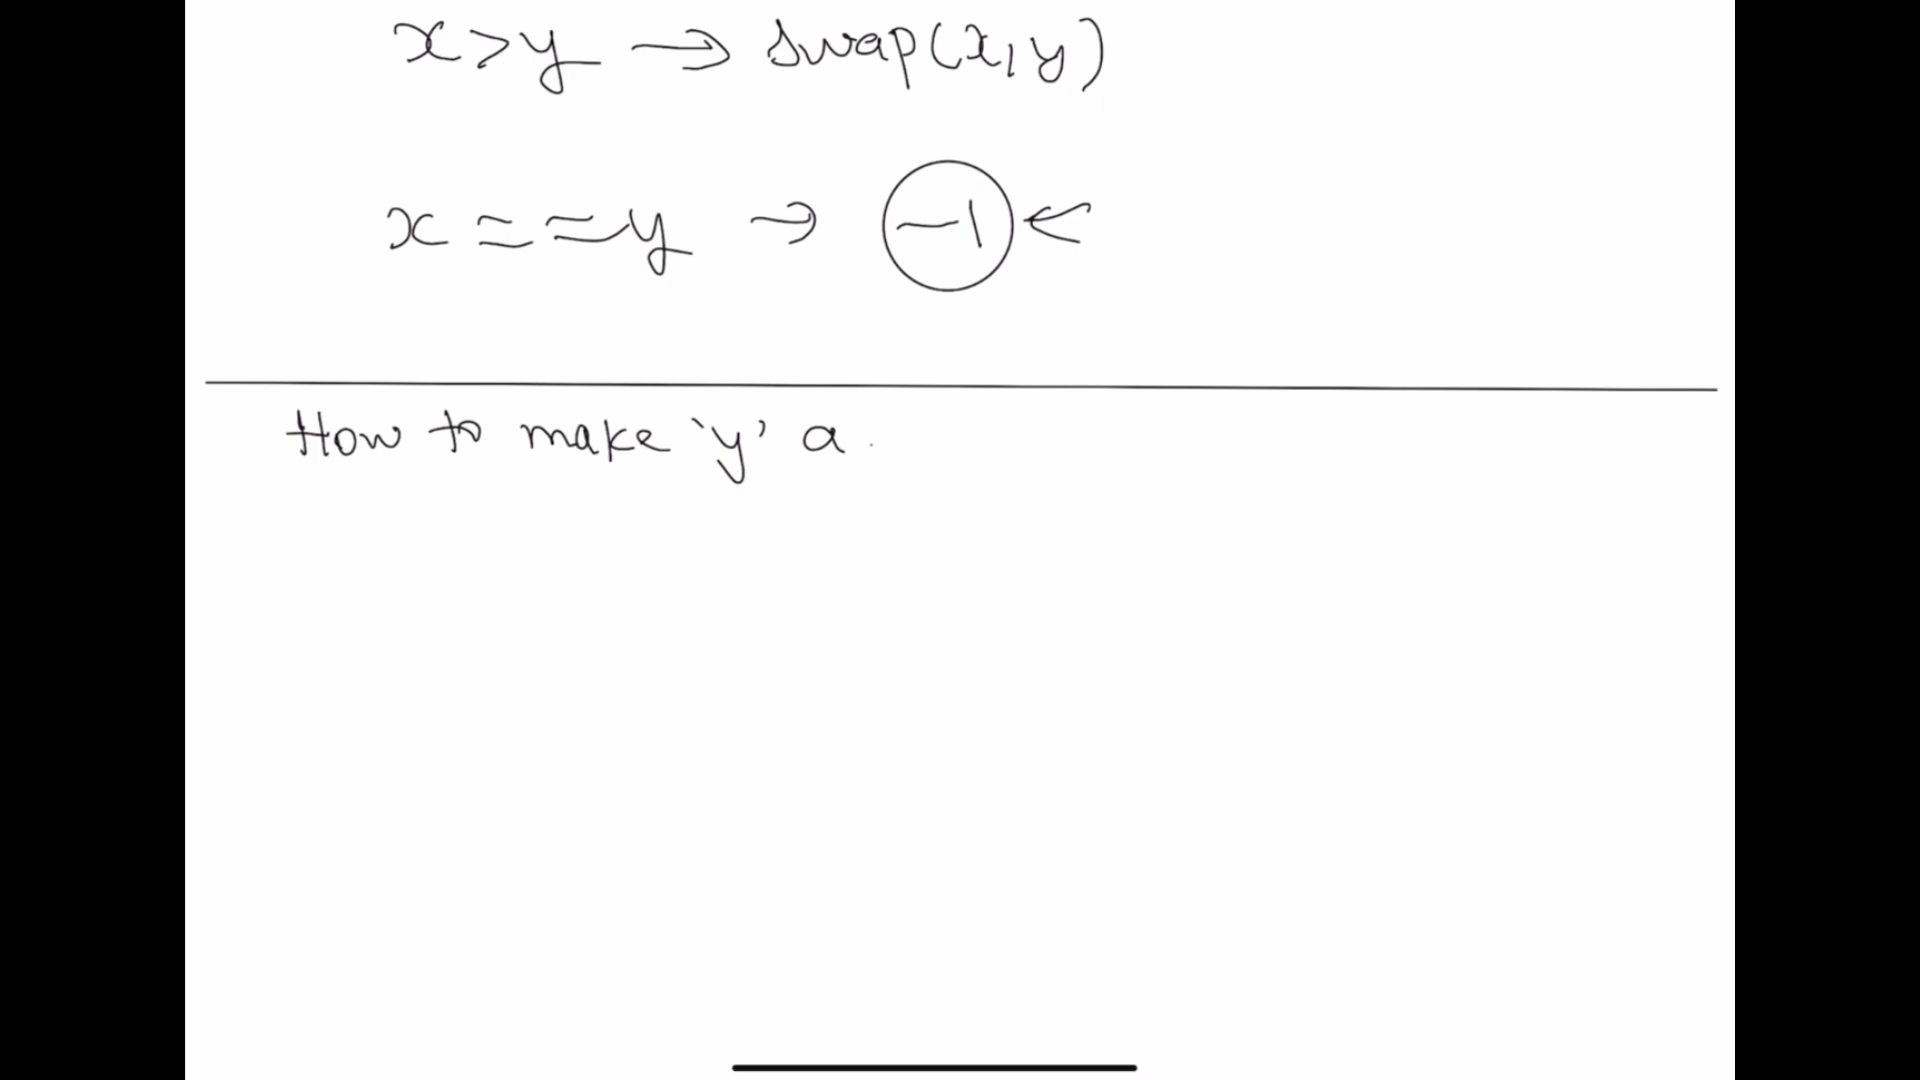 x>y → swap(x,y)
x==y → -1 ←
How to make 'y' a